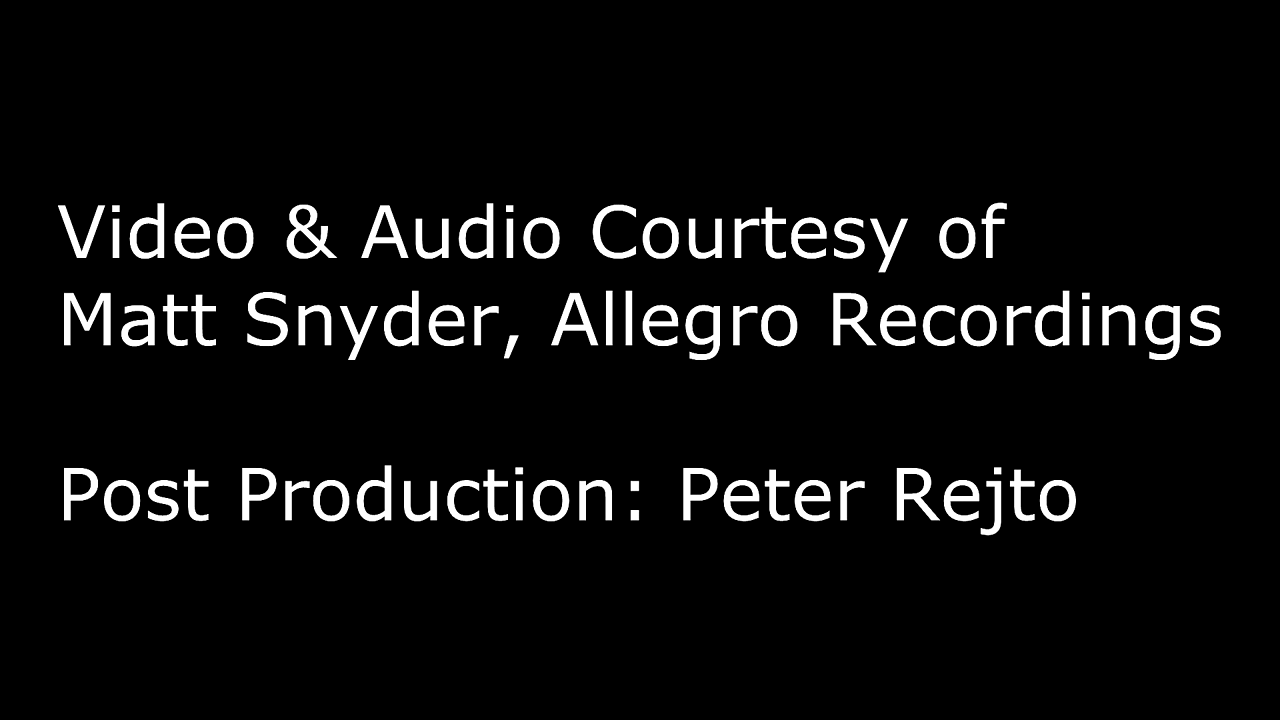 Video & Audio Courtesy of
Matt Snyder, Allegro Recordings
Post Production: Peter Rejto